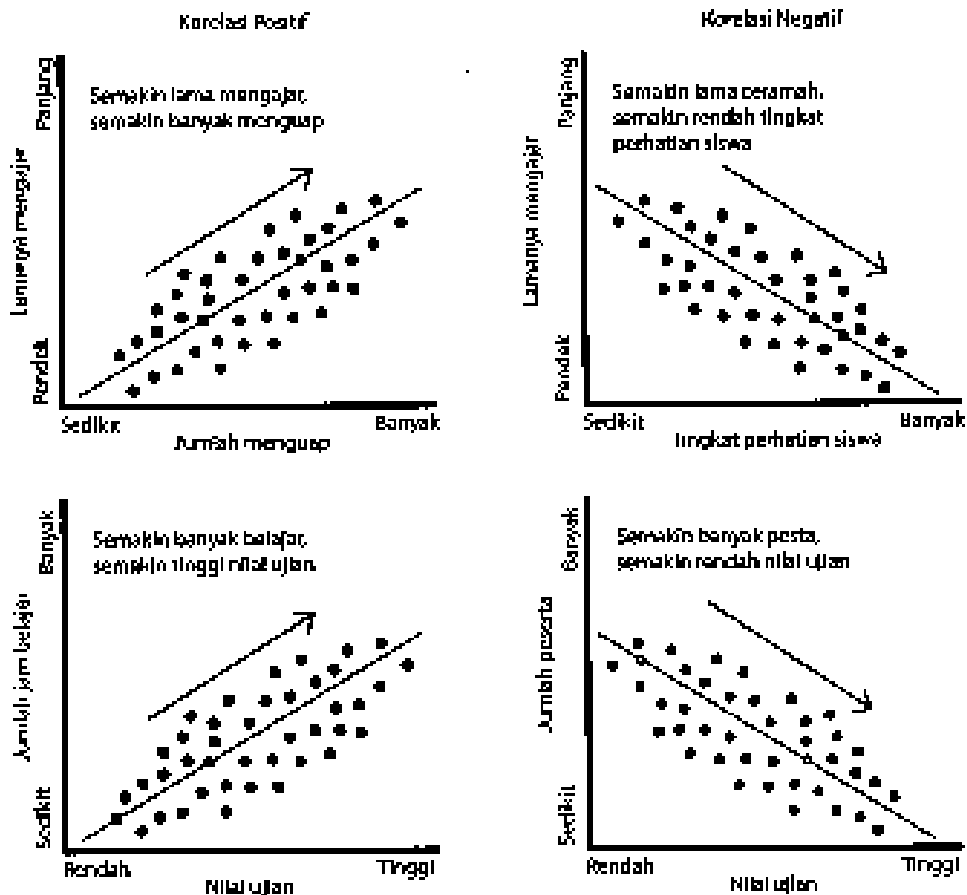 Korelasi Positif
Panjang
Semakin lama mengajar,
semakin banyak menguap
Lamanya mengajar
Pendek
Sedikit
Banyak
Jumlah menguap
Korelasi Negatif
Panjang
Semakin lama ceramah,
semakin rendah tingkat
perhatian siswa
Lamanya mengajar
Pendek
Sedikit
Banyak
Tingkat perhatian siswa
Banyak
Semakin banyak belajar,
semakin tinggi nilai ujian
Jumlah jam belajar
Sedikit
Rendah
Tinggi
Nilai ujian
Banyak
Semakin banyak pesta,
semakin rendah nilai ujian
Jumlah peserta
Sedikit
Rendah
Tinggi
Nilai ujian